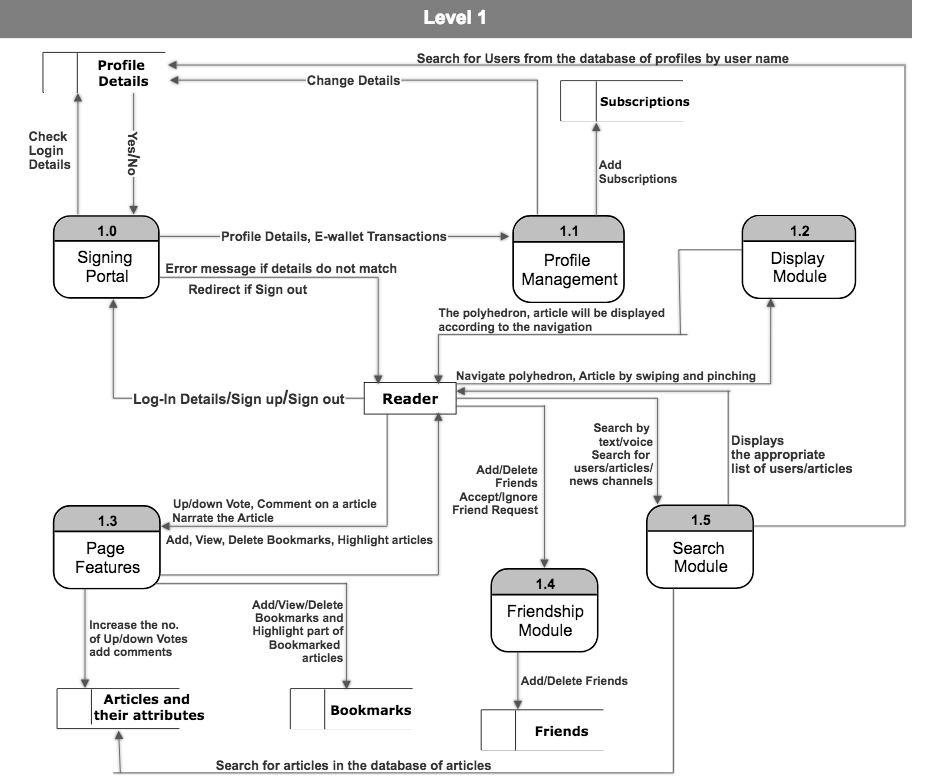 Level 1
Profile
Details
Search for Users from the database of profiles by user name
Change Details
Subscriptions
Check
Login
Details
Yes/No
Add
Subscriptions
1.0
Signing
Portal
Profile Details, E-wallet Transactions
1.1
Profile
Management
1.2
Display
Module
Error message if details do not match
Redirect if Sign out
The polyhedron, article will be displayed
according to the navigation
Log-In Details/Sign up/Sign out
Reader
Navigate polyhedron, Article by swiping and pinching
Search by
text/voice
Search for
users/articles/
news channels
Displays
the appropriate
list of users/articles
Add/Delete
Friends
Accept/Ignore
Friend Request
Up/down Vote, Comment on a article
Narrate the Article
Add, View, Delete Bookmarks, Highlight articles
1.3
Page
Features
1.5
Search
Module
1.4
Friendship
Module
Increase the no.
of Up/down Votes
add comments
Add/View/Delete
Bookmarks and
Highlight part of
Bookmarked
articles
Add/Delete Friends
Articles and
their attributes
Bookmarks
Friends
Search for articles in the database of articles